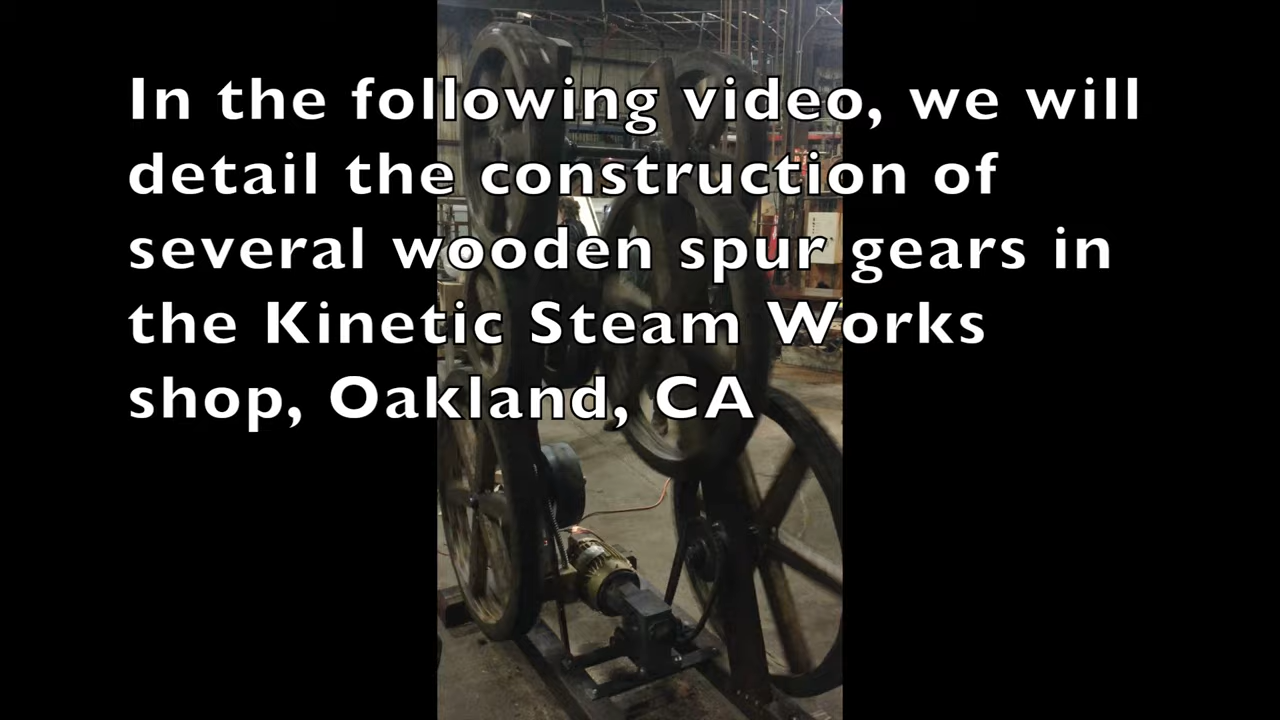 In the following video, we will
detail the construction of
several wooden spur gears in
the Kinetic Steam Works
shop, Oakland, CA